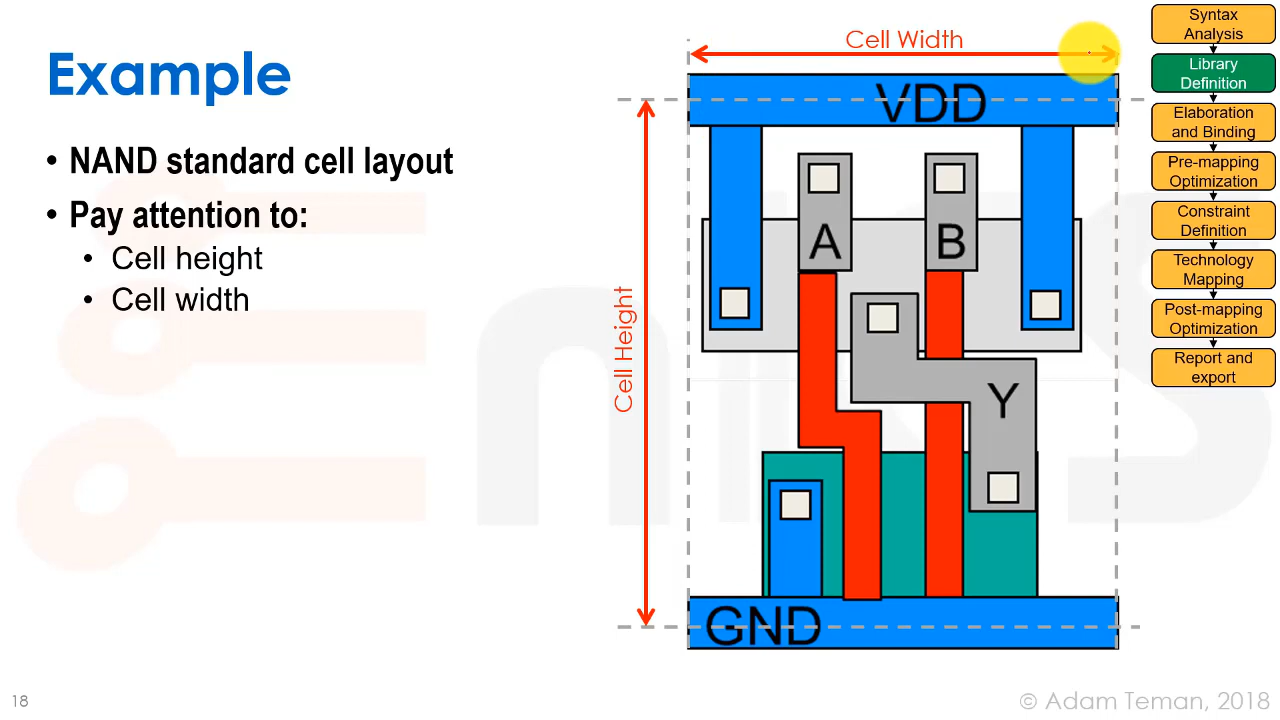 Example
• NAND standard cell layout
• Pay attention to:
• Cell height
• Cell width
Cell Width
Cell Height
VDD
A
B
Y
GND
Syntax
Analysis
Library
Definition
Elaboration
and Binding
Pre-mapping
Optimization
Constraint
Definition
Technology
Mapping
Post-mapping
Optimization
Report and
export
18
© Adam Teman, 2018